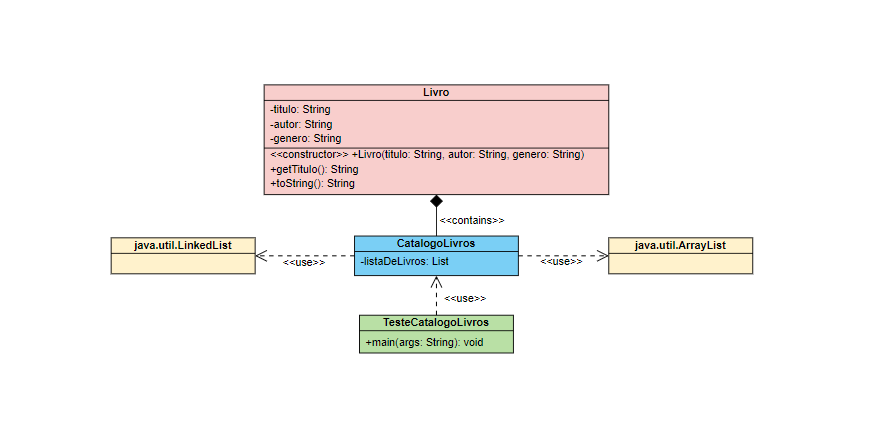 Livro
-titulo: String
-autor: String
-genero: String
<<constructor>> +Livro(titulo: String, autor: String, genero: String)
+getTitulo(): String
+toString(): String
<<contains>>
java.util.LinkedList
<<use>>
CatalogoLivros
-listaDeLivros: List
<<use>>
java.util.ArrayList
<<use>>
TesteCatalogoLivros
+main(args: String): void